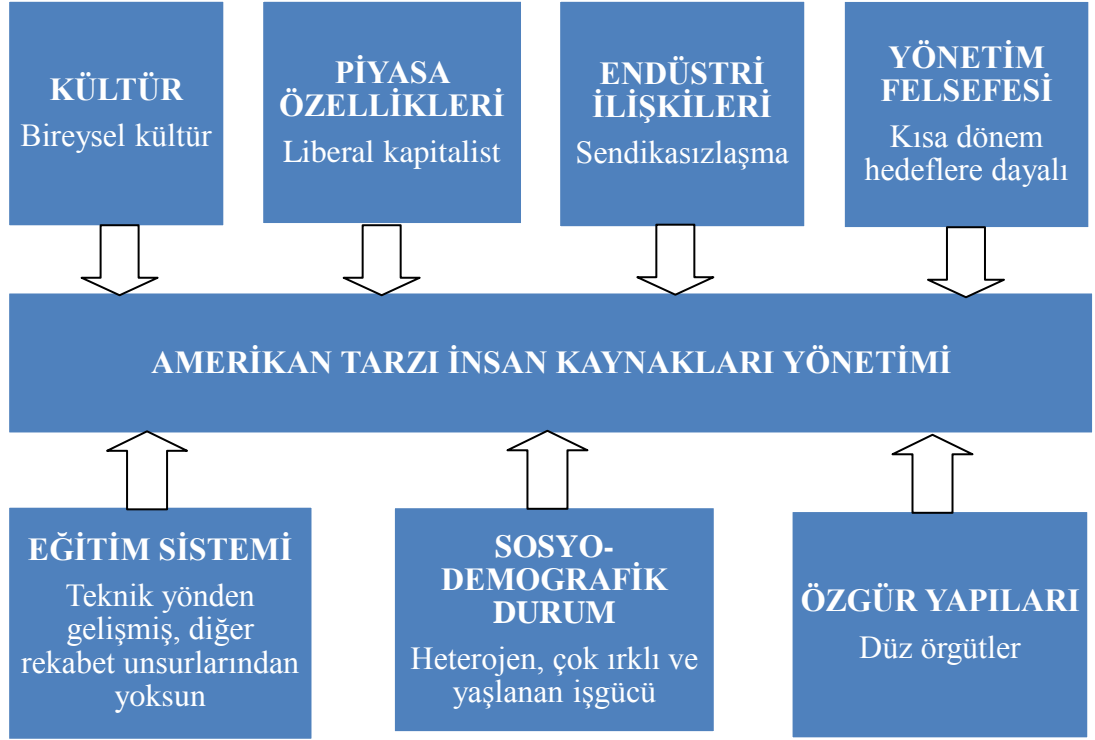 KÜLTÜR
Bireysel kültür
PİYASA
ÖZELLİKLERİ
Liberal kapitalist
ENDÜSTRİ
İLİŞKİLERİ
Sendikasızlaşma
YÖNETİM
FELSEFESİ
Kısa dönem
hedeflere dayalı
AMERİKAN TARZI İNSAN KAYNAKLARI YÖNETİMİ
EĞİTİM SİSTEMİ
Teknik yönden
gelişmiş, diğer
rekabet unsurlarından
yoksun
SOSYO-
DEMOGRAFİK
DURUM
Heterojen, çok ırklı ve
yaşlanan işgücü
ÖZGÜR YAPILARI
Düz örgütler